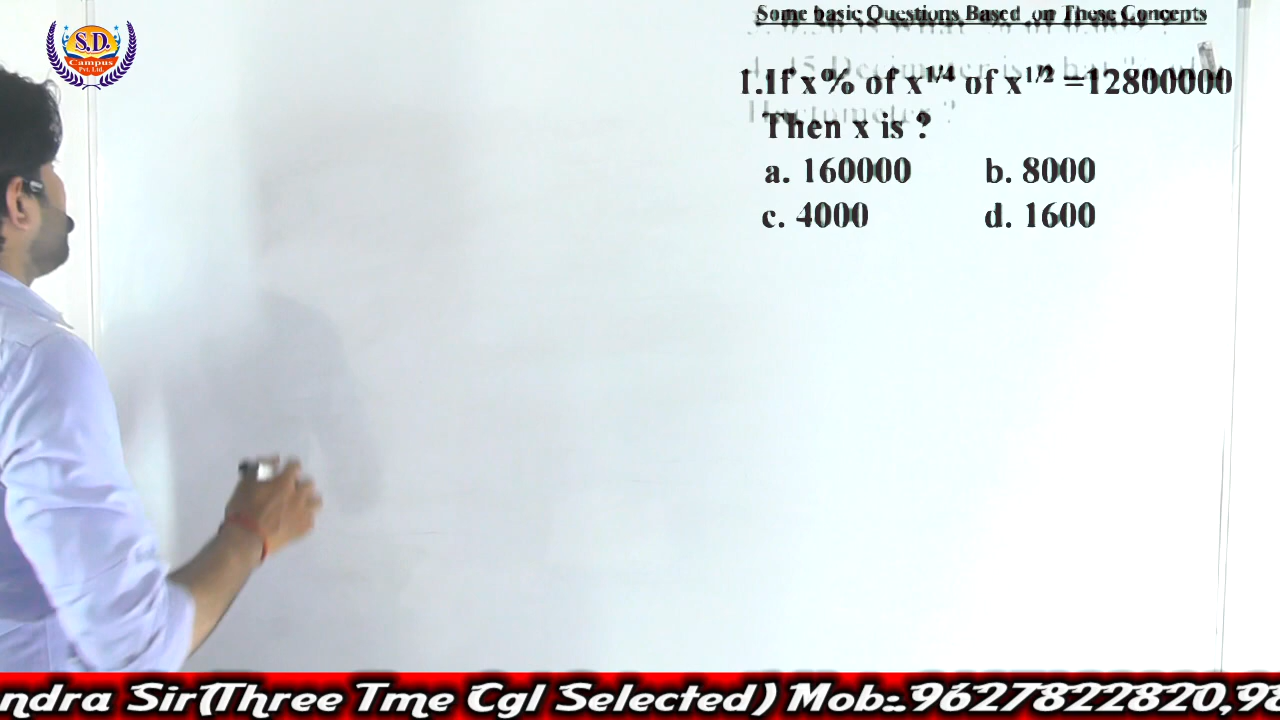 S.D.
Campus
Pvt. Ltd.
Some basic Questions Based on These Concepts
1.If x% of x^1/4 of x^1/2 =12800000
Then x is ?
a. 160000 b. 8000
c. 4000 d. 1600
ndra Sir(Three Tme Cgl Selected) Mob:.9627822820,98